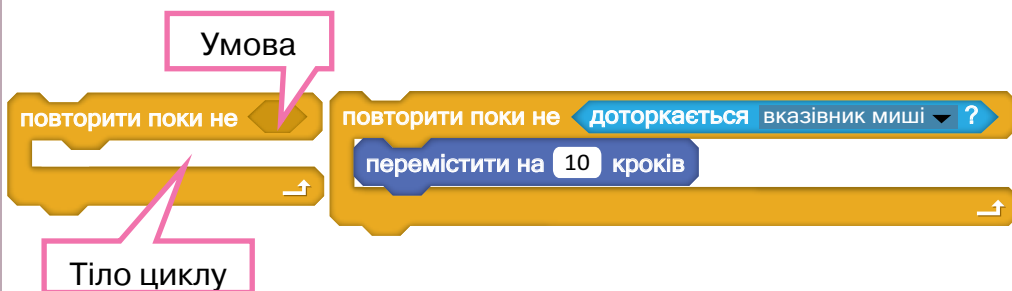 Умова
повторити поки не
повторити поки не доторкається вказівник миші ?
перемістити на 10 кроків
Тіло циклу